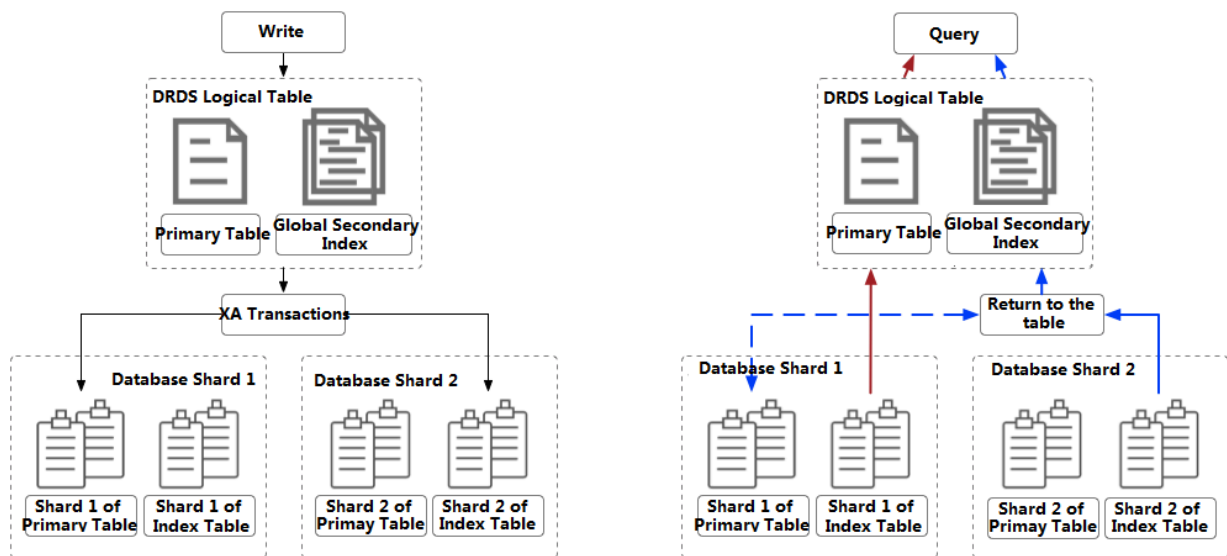 Write
DRDS Logical Table
Primary Table
Global Secondary
Index
XA Transactions
Database Shard 1
Database Shard 2
Shard 1 of
Primary Table
Shard 1 of
Index Table
Shard 2 of
Primay Table
Shard 2 of
Index Table
Query
DRDS Logical Table
Primary Table
Global Secondary
Index
Return to the
table
Database Shard 1
Database Shard 2
Shard 1 of
Primary Table
Shard 1 of
Index Table
Shard 2 of
Primay Table
Shard 2 of
Index Table